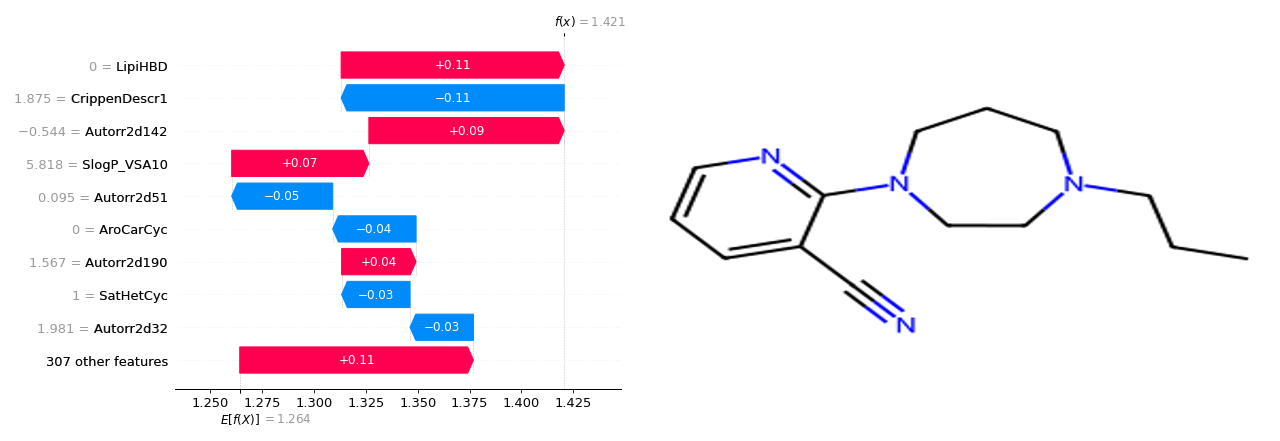 f(x) = 1.421
0 = LipiHBD
+0.11
1.875 = CrippenDescr1
−0.11
−0.544 = Autorr2d142
+0.09
5.818 = SlogP_VSA10
+0.07
0.095 = Autorr2d51
−0.05
0 = AroCarCyc
−0.04
1.567 = Autorr2d190
+0.04
1 = SatHetCyc
−0.03
1.981 = Autorr2d32
−0.03
307 other features
+0.11
1.250 1.275 1.300 1.325 1.350 1.375 1.400 1.425
E[f(X)] = 1.264
N
N
N
N